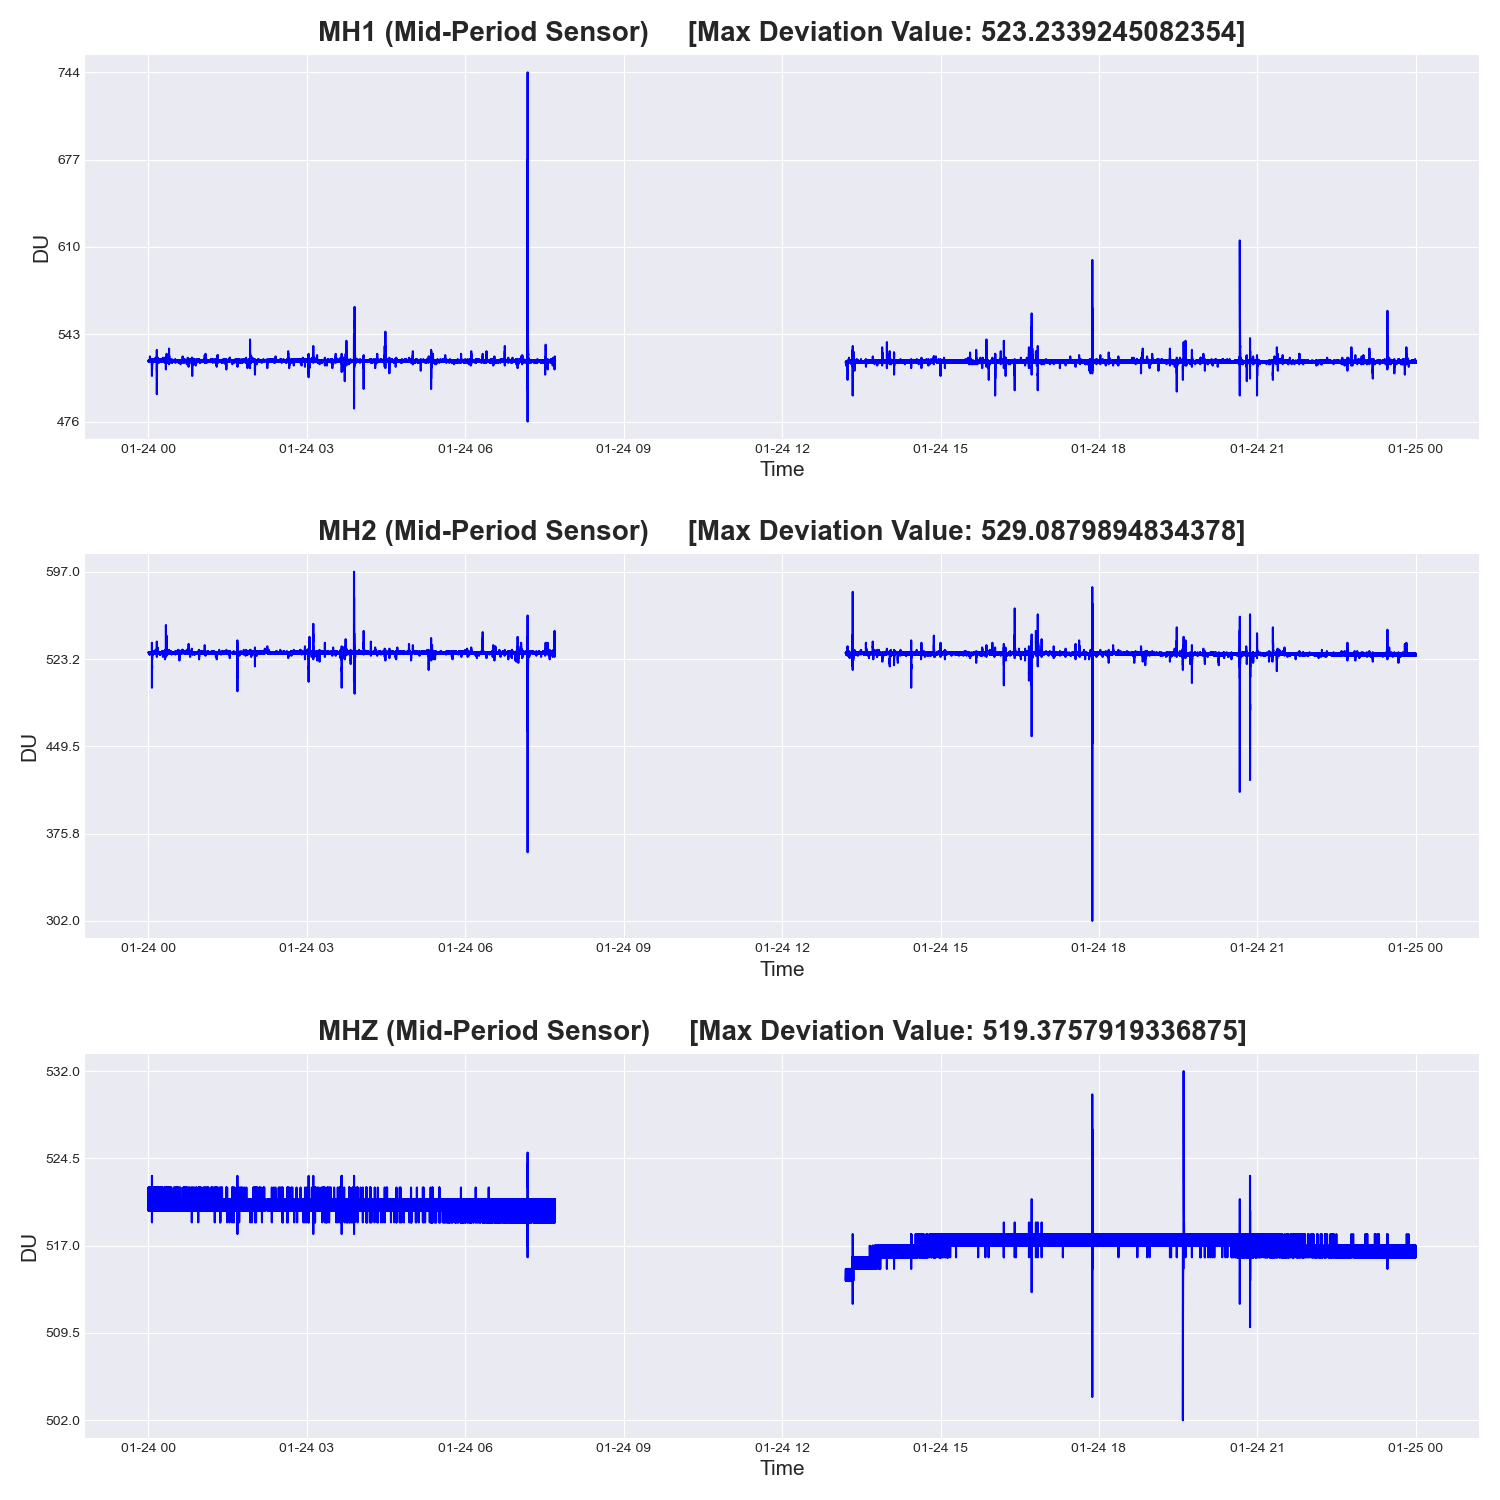 MH1 (Mid-Period Sensor) [Max Deviation Value: 523.2339245082354]
744
677
610
543
476
DU
01-24 00 01-24 03 01-24 06 01-24 09 01-24 12 01-24 15 01-24 18 01-24 21 01-25 00
Time
MH2 (Mid-Period Sensor) [Max Deviation Value: 529.0879894834378]
597.0
523.2
449.5
375.8
302.0
DU
01-24 00 01-24 03 01-24 06 01-24 09 01-24 12 01-24 15 01-24 18 01-24 21 01-25 00
Time
MHZ (Mid-Period Sensor) [Max Deviation Value: 519.3757919336875]
532.0
524.5
517.0
509.5
502.0
DU
01-24 00 01-24 03 01-24 06 01-24 09 01-24 12 01-24 15 01-24 18 01-24 21 01-25 00
Time